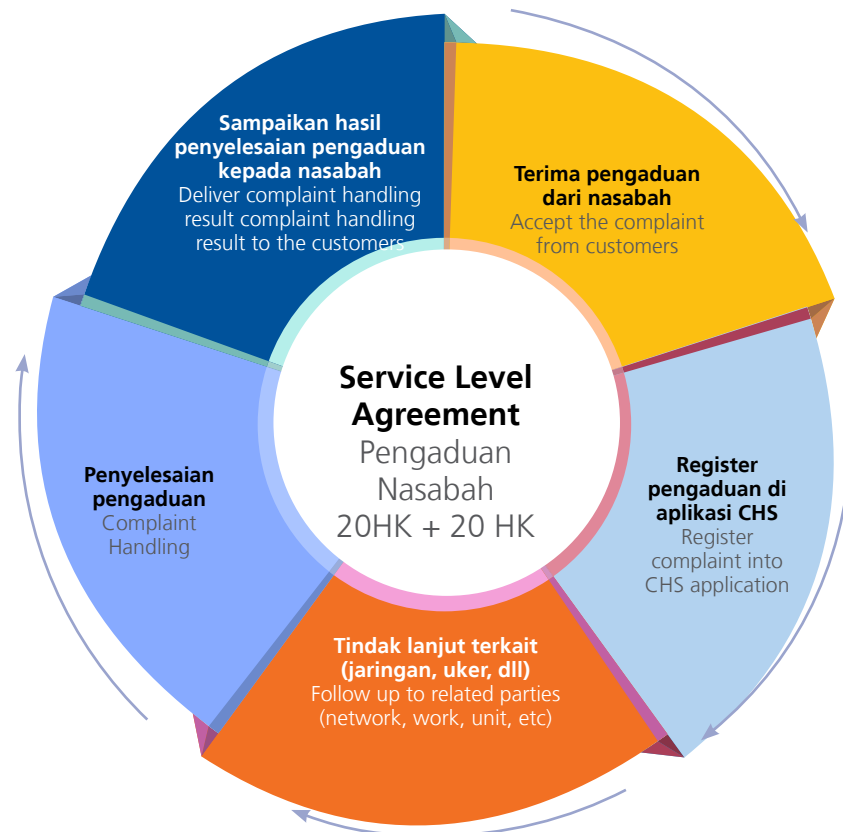 Service Level
Agreement
Pengaduan
Nasabah
20HK + 20 HK
Terima pengaduan
dari nasabah
Accept the complaint
from customers
Register
pengaduan di
aplikasi CHS
Register
complaint into
CHS application
Tindak lanjut terkait
(jaringan, uker, dll)
Follow up to related parties
(network, work, unit, etc)
Penyelesaian
pengaduan
Complaint
Handling
Sampaikan hasil
penyelesaian pengaduan
kepada nasabah
Deliver complaint handling
result complaint handling
result to the customers